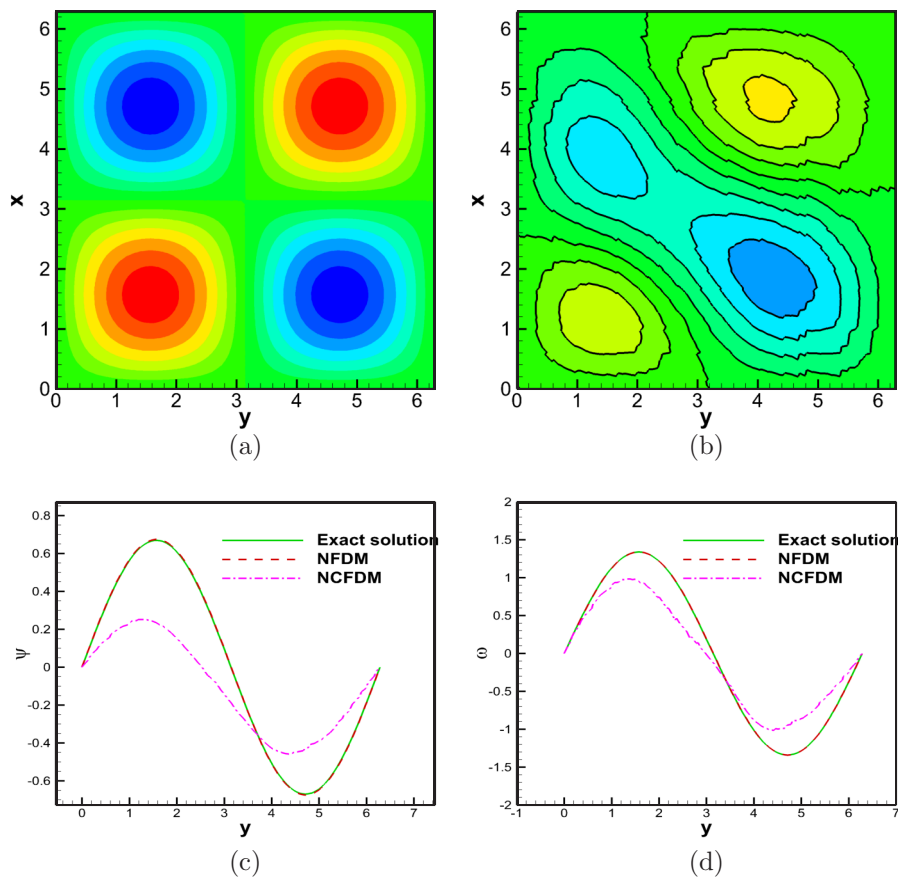 6
5
4
3
2
1
0
x
0 1 2 3 4 5 6
y
(a)
6
5
4
3
2
1
0
x
0 1 2 3 4 5 6
y
(b)
0.8
0.6
0.4
0.2
0
-0.2
-0.4
-0.6
ψ
Exact solution
NFDM
NCFDM
0 1 2 3 4 5 6 7
y
(c)
2
1.5
1
0.5
0
-0.5
-1
-1.5
-2
ω
Exact solution
NFDM
NCFDM
-1 0 1 2 3 4 5 6 7
y
(d)